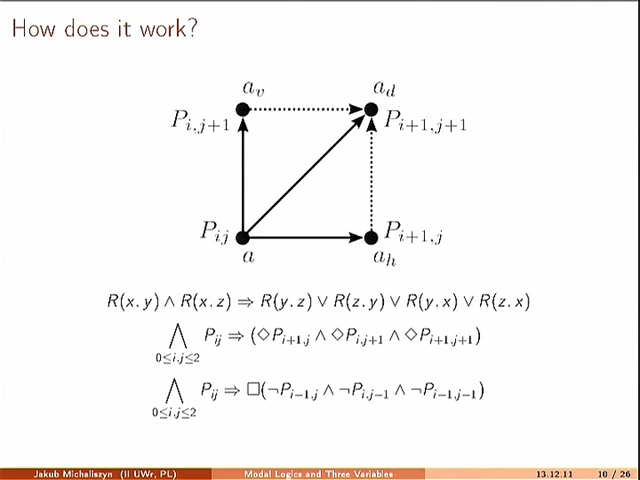 How does it work?
a_v a_d
P_{i,j+1} P_{i+1,j+1}
P_{ij} P_{i+1,j}
a a_h
R(x.y) ∧ R(x.z) ⇒ R(y.z) ∨ R(z.y) ∨ R(y.x) ∨ R(z.x)
⋀_{0≤i,j≤2} P_{ij} ⇒ (◇P_{i+1,j} ∧ ◇P_{i,j+1} ∧ ◇P_{i+1,j+1})
⋀_{0≤i,j≤2} P_{ij} ⇒ □(¬P_{i−1,j} ∧ ¬P_{i,j−1} ∧ ¬P_{i−1,j−1})
Jakub Michaliszyn (II UWr, PL) Modal Logics and Three Variables 13.12.11 10 / 26